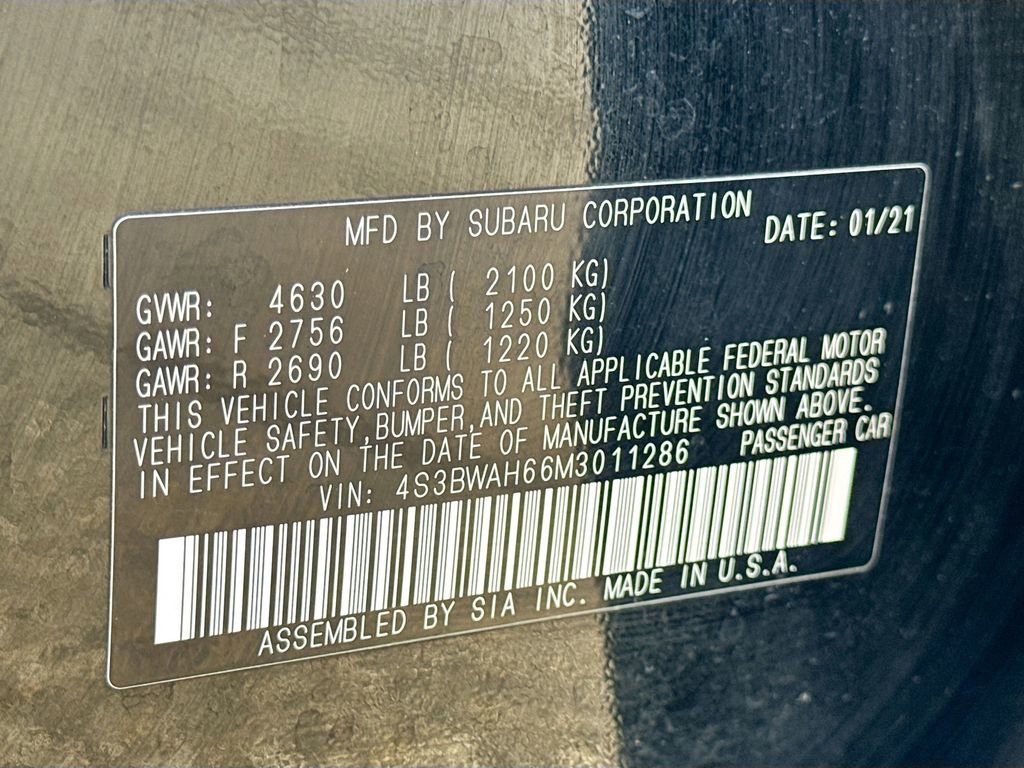 MFD BY SUBARU CORPORATION DATE: 01/21
GVWR: 4630 LB ( 2100 KG)
GAWR: F 2756 LB ( 1250 KG)
GAWR: R 2690 LB ( 1220 KG)
THIS VEHICLE CONFORMS TO ALL APPLICABLE FEDERAL MOTOR
VEHICLE SAFETY,BUMPER,AND THEFT PREVENTION STANDARDS
IN EFFECT ON THE DATE OF MANUFACTURE SHOWN ABOVE.
VIN: 4S3BWAH66M3011286 PASSENGER CAR
ASSEMBLED BY SIA INC. MADE IN U.S.A.